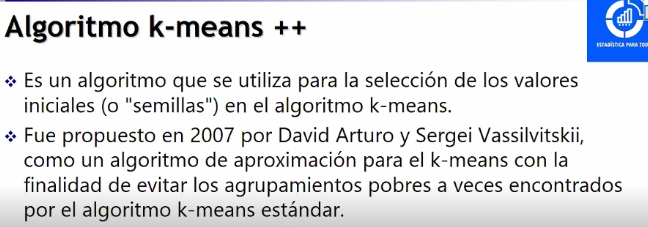 Algoritmo k-means ++
ESTADÍSTICA PARA TOD
❖ Es un algoritmo que se utiliza para la selección de los valores
iniciales (o "semillas") en el algoritmo k-means.
❖ Fue propuesto en 2007 por David Arturo y Sergei Vassilvitskii,
como un algoritmo de aproximación para el k-means con la
finalidad de evitar los agrupamientos pobres a veces encontrados
por el algoritmo k-means estándar.